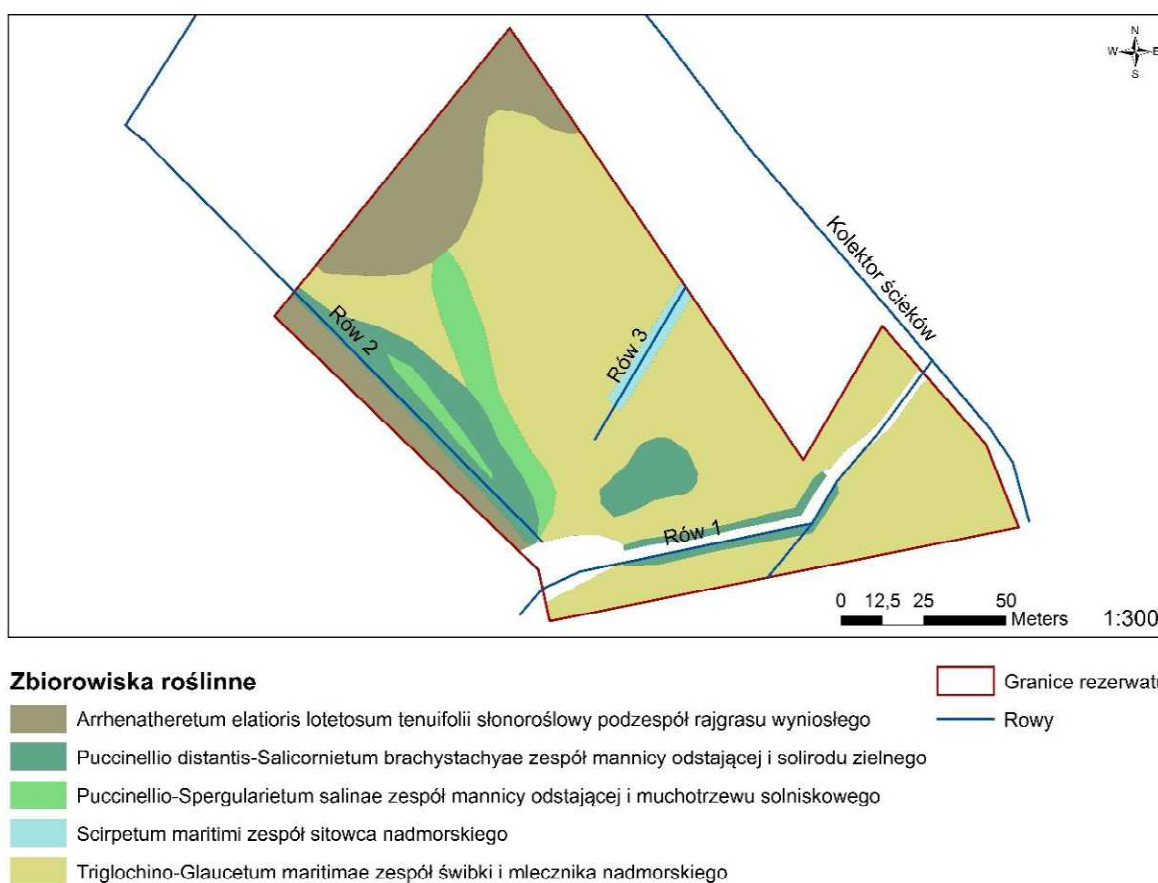 N
W E
S
Kolektor ścieków
Rów 2
Rów 3
Rów 1
0 12,5 25 50
Meters
1:300
Zbiorowiska roślinne
Arrhenatheretum elatioris lotetosum tenuifolii słonoroślowy podzespół rajgrasu wyniosłego
Puccinellio distantis-Salicornietum brachystachyae zespół mannicy odstającej i solirodu zielnego
Puccinellio-Spergularietum salinae zespół mannicy odstającej i muchotrzewu solniskowego
Scirpetum maritimi zespół sitowca nadmorskiego
Triglochino-Glaucetum maritimae zespół świbki i mlecznika nadmorskiego
Granice rezerwatu
Rowy